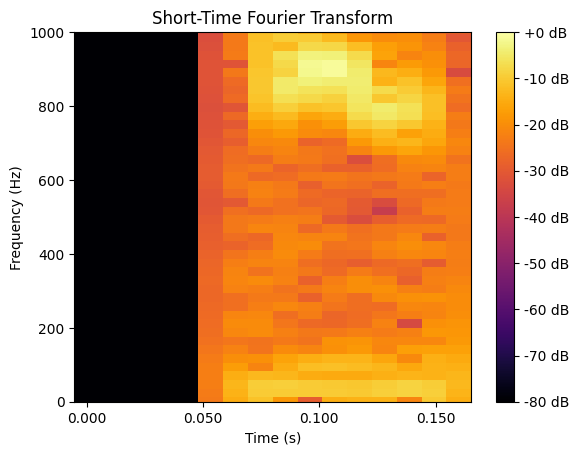 Short-Time Fourier Transform
Frequency (Hz)
1000
800
600
400
200
0
0.000
0.050
0.100
0.150
Time (s)
+0 dB
-10 dB
-20 dB
-30 dB
-40 dB
-50 dB
-60 dB
-70 dB
-80 dB